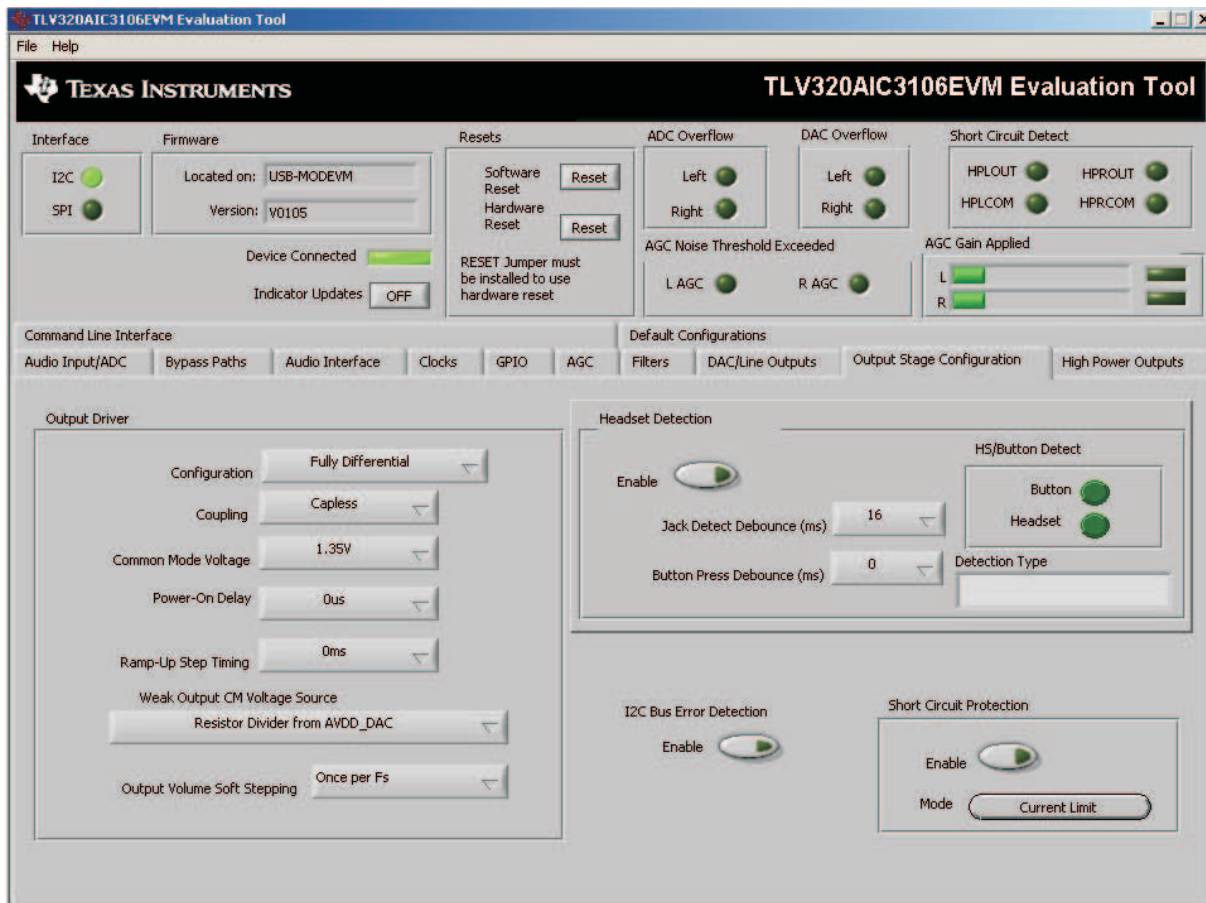 TLV320AIC3106EVM Evaluation Tool
File Help
TEXAS INSTRUMENTS
TLV320AIC3106EVM Evaluation Tool
Interface
I2C
SPI
Firmware
Located on: USB-MODEVM
Version: V0105
Device Connected
Indicator Updates OFF
Resets
Software Reset Reset
Hardware Reset Reset
RESET Jumper must
be installed to use
hardware reset
ADC Overflow
Left
Right
DAC Overflow
Left
Right
Short Circuit Detect
HPLOUT HPROUT
HPLCOM HPRCOM
AGC Noise Threshold Exceeded
L AGC R AGC
AGC Gain Applied
L
R
Command Line Interface Default Configurations
Audio Input/ADC Bypass Paths Audio Interface Clocks GPIO AGC Filters DAC/Line Outputs Output Stage Configuration High Power Outputs
Output Driver
Configuration Fully Differential
Coupling Capless
Common Mode Voltage 1.35V
Power-On Delay 0us
Ramp-Up Step Timing 0ms
Weak Output CM Voltage Source
Resistor Divider from AVDD_DAC
Output Volume Soft Stepping Once per Fs
Headset Detection
Enable
Jack Detect Debounce (ms) 16
Button Press Debounce (ms) 0
HS/Button Detect
Button
Headset
Detection Type
I2C Bus Error Detection
Enable
Short Circuit Protection
Enable
Mode Current Limit